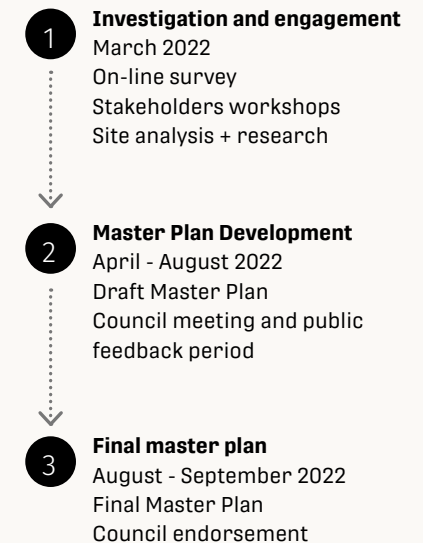 1
Investigation and engagement
March 2022
On-line survey
Stakeholders workshops
Site analysis + research
2
Master Plan Development
April - August 2022
Draft Master Plan
Council meeting and public
feedback period
3
Final master plan
August - September 2022
Final Master Plan
Council endorsement